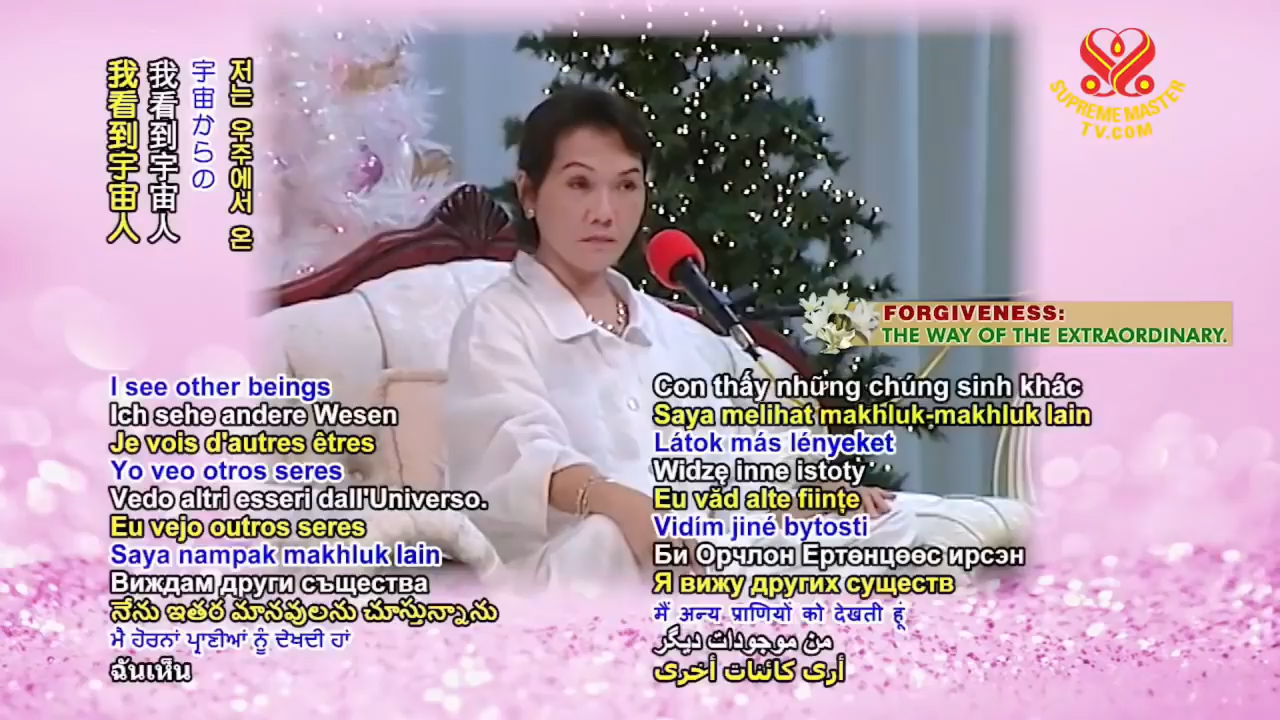 저는 우주에서 온
宇宙からの
我看到宇宙人
我看到宇宙人
SUPREME MASTER
TV.COM
FORGIVENESS:
THE WAY OF THE EXTRAORDINARY.
I see other beings
Ich sehe andere Wesen
Je vois d'autres êtres
Yo veo otros seres
Vedo altri esseri dall'Universo.
Eu vejo outros seres
Saya nampak makhluk lain
Виждам други същества
నేను ఇతర మానవులను చూస్తున్నాను
ਮੈ ਹੋਰਨਾਂ ਪ੍ਰਾਣੀਆਂ ਨੂੰ ਦੇਖਦੀ ਹਾਂ
ฉันเห็น
Con thấy những chúng sinh khác
Saya melihat makhluk-makhluk lain
Látok más lényeket
Widzę inne istoty
Eu văd alte ființe
Vidím jiné bytosti
Би Орчлон Ертөнцөөс ирсэн
Я вижу других существ
मैं अन्य प्राणियों को देखती हूं
من موجودات دیگر
أرى كائنات أخرى